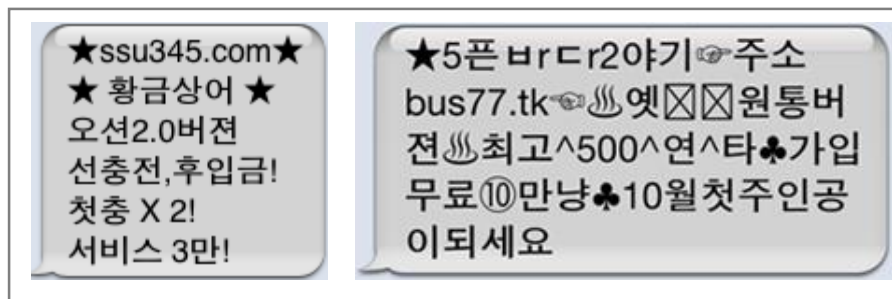 ★ssu345.com★
★ 황금상어 ★
오션2.0버젼
선충전,후입금!
첫충 X 2!
서비스 3만!
★5픈ㅂrㄷr2야기☞주소
bus77.tk☜♨옛☒☒원통버
젼♨최고^500^연^타♣가입
무료⑩만냥♣10월첫주인공
이되세요